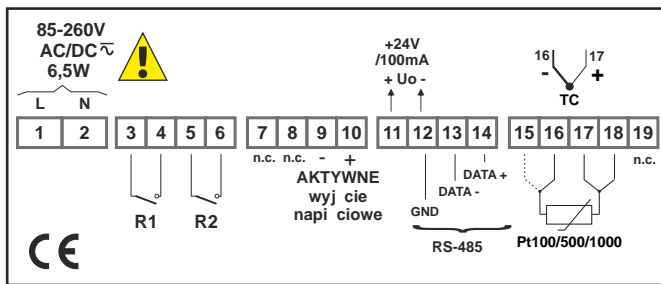 85-260V
AC/DC
6,5W
L N
+24V
/100mA
+ Uo -
16 17
- +
TC
1 2 3 4 5 6 7 8 9 10 11 12 13 14 15 16 17 18 19
n.c. n.c. - + n.c.
R1 R2
AKTYWNE
wyj cie
napi ciowe
DATA +
DATA -
GND
RS-485
Pt100/500/1000
CE